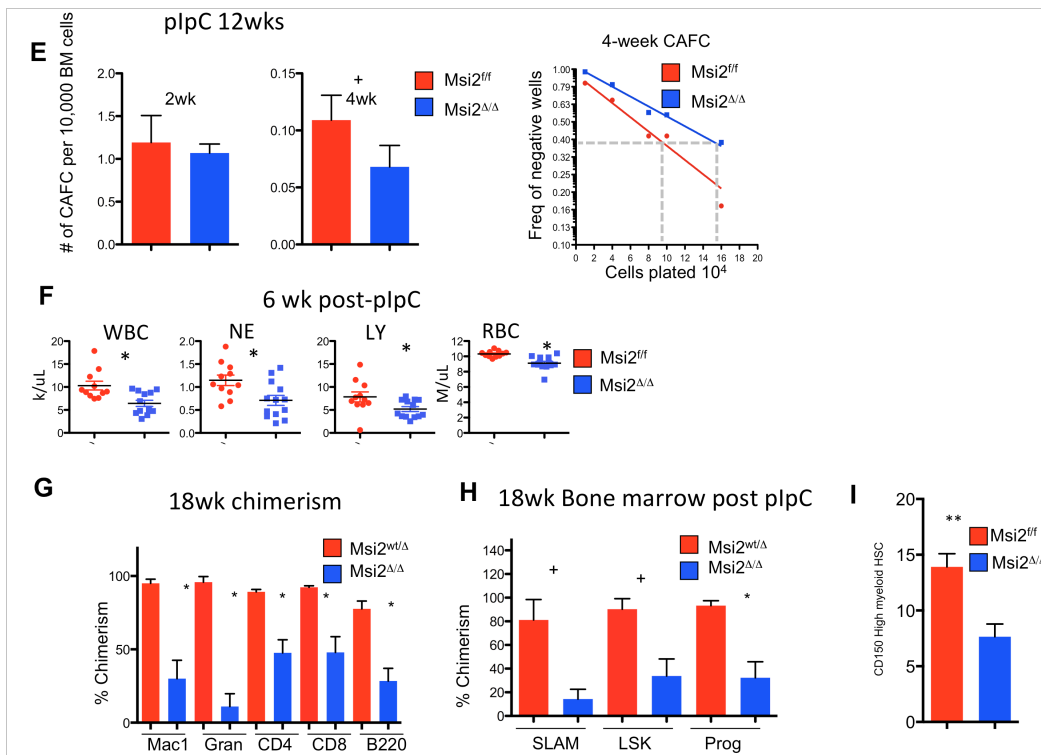 pIpC 12wks
E
# of CAFC per 10,000 BM cells
2.0
1.5
1.0
0.5
0.0
2wk
0.15
0.10
0.05
0.00
+
4wk
Msi2f/f
Msi2Δ/Δ
4-week CAFC
Freq of negative wells
1.00
0.79
0.63
0.50
0.40
0.32
0.25
0.20
0.16
0.13
0.10
Msi2f/f
Msi2Δ/Δ
0 2 4 6 8 10 12 14 16 18 20
Cells plated 10⁴
F
6 wk post-pIpC
WBC
k/uL
20
15
10
5
0
*
NE
2.0
1.5
1.0
0.5
0.0
*
LY
20
15
10
5
0
*
RBC
M/uL
12
10
8
6
4
2
0
*
Msi2f/f
Msi2Δ/Δ
G
18wk chimerism
% Chimerism
100
50
0
Msi2wt/Δ
Msi2Δ/Δ
* * * * *
Mac1 Gran CD4 CD8 B220
H
18wk Bone marrow post pIpC
% Chimerism
140
120
100
80
60
40
20
0
Msi2wt/Δ
Msi2Δ/Δ
+ + *
SLAM LSK Prog
I
CD150 High myeloid HSC
20
15
10
5
0
**
Msi2f/f
Msi2Δ/